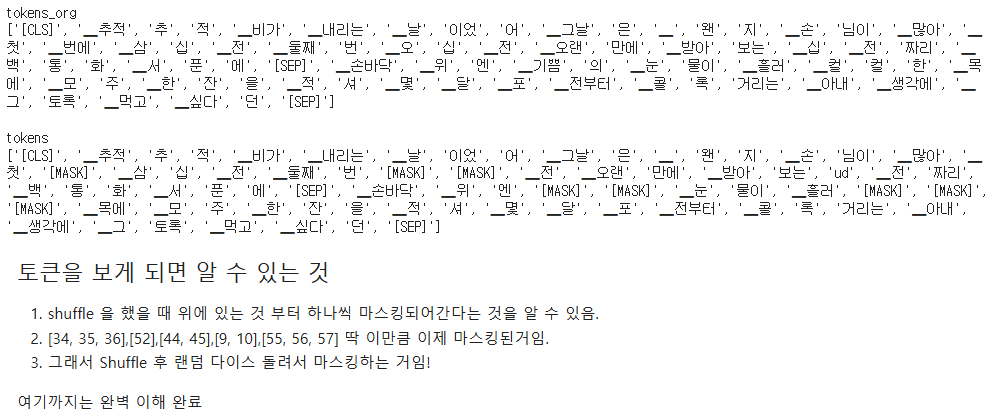 tokens_org
['[CLS]', '▁추적', '추', '적', '▁비가', '▁내리는', '▁날', '이었', '어', '▁그날', '은', '▁', '왠', '지', '▁손', '님이', '▁많아', '▁
첫', '▁번에', '▁삼', '십', '▁전', '▁둘째', '번', '▁오', '십', '▁전', '▁오랜', '만에', '▁받아', '보는', '▁십', '▁전', '짜리', '▁
백', '통', '화', '▁서', '푼', '에', '[SEP]', '▁손바닥', '▁위', '엔', '▁기쁨', '의', '▁눈', '물이', '▁흘러', '▁컬', '컬', '한', '▁목
에', '▁모', '주', '▁한', '잔', '을', '▁적', '셔', '▁몇', '▁달', '▁포', '▁전부터', '▁콜', '록', '거리는', '▁아내', '▁생각에', '▁
그', '토록', '▁먹고', '▁싶다', '던', '[SEP]']

tokens
['[CLS]', '▁추적', '추', '적', '▁비가', '▁내리는', '▁날', '이었', '어', '▁그날', '은', '▁', '왠', '지', '▁손', '님이', '▁많아', '▁
첫', '[MASK]', '▁삼', '십', '▁전', '▁둘째', '번', '[MASK]', '[MASK]', '▁전', '▁오랜', '만에', '▁받아', '보는', 'ud', '▁전', '짜리',
'▁백', '통', '화', '▁서', '푼', '에', '[SEP]', '▁손바닥', '▁위', '엔', '[MASK]', '[MASK]', '▁눈', '물이', '▁흘러', '[MASK]', '[MASK]',
'[MASK]', '▁목에', '▁모', '주', '▁한', '잔', '을', '▁적', '셔', '▁몇', '▁달', '▁포', '▁전부터', '▁콜', '록', '거리는', '▁아내',
'▁생각에', '▁그', '토록', '▁먹고', '▁싶다', '던', '[SEP]']
토큰을 보게 되면 알 수 있는 것
1. shuffle 을 했을 때 위에 있는 것 부터 하나씩 마스킹되어간다는 것을 알 수 있음.
2. [34, 35, 36],[52],[44, 45],[9, 10],[55, 56, 57] 딱 이만큼 이제 마스킹된거임.
3. 그래서 Shuffle 후 랜덤 다이스 돌려서 마스킹하는 거임!
여기까지는 완벽 이해 완료